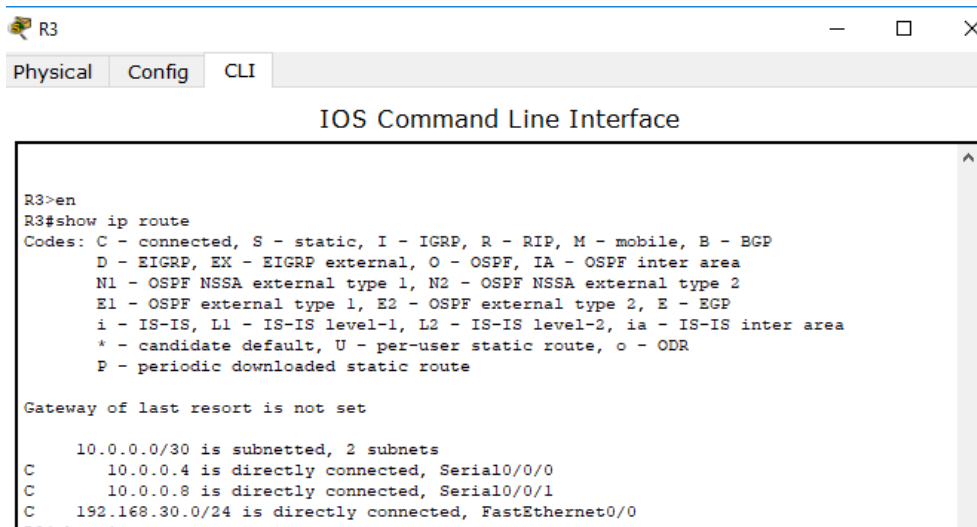 R3
Physical Config CLI
IOS Command Line Interface
R3>en
R3#show ip route
Codes: C - connected, S - static, I - IGRP, R - RIP, M - mobile, B - BGP
D - EIGRP, EX - EIGRP external, O - OSPF, IA - OSPF inter area
N1 - OSPF NSSA external type 1, N2 - OSPF NSSA external type 2
E1 - OSPF external type 1, E2 - OSPF external type 2, E - EGP
i - IS-IS, L1 - IS-IS level-1, L2 - IS-IS level-2, ia - IS-IS inter area
* - candidate default, U - per-user static route, o - ODR
P - periodic downloaded static route
Gateway of last resort is not set
10.0.0.0/30 is subnetted, 2 subnets
C 10.0.0.4 is directly connected, Serial0/0/0
C 10.0.0.8 is directly connected, Serial0/0/1
C 192.168.30.0/24 is directly connected, FastEthernet0/0